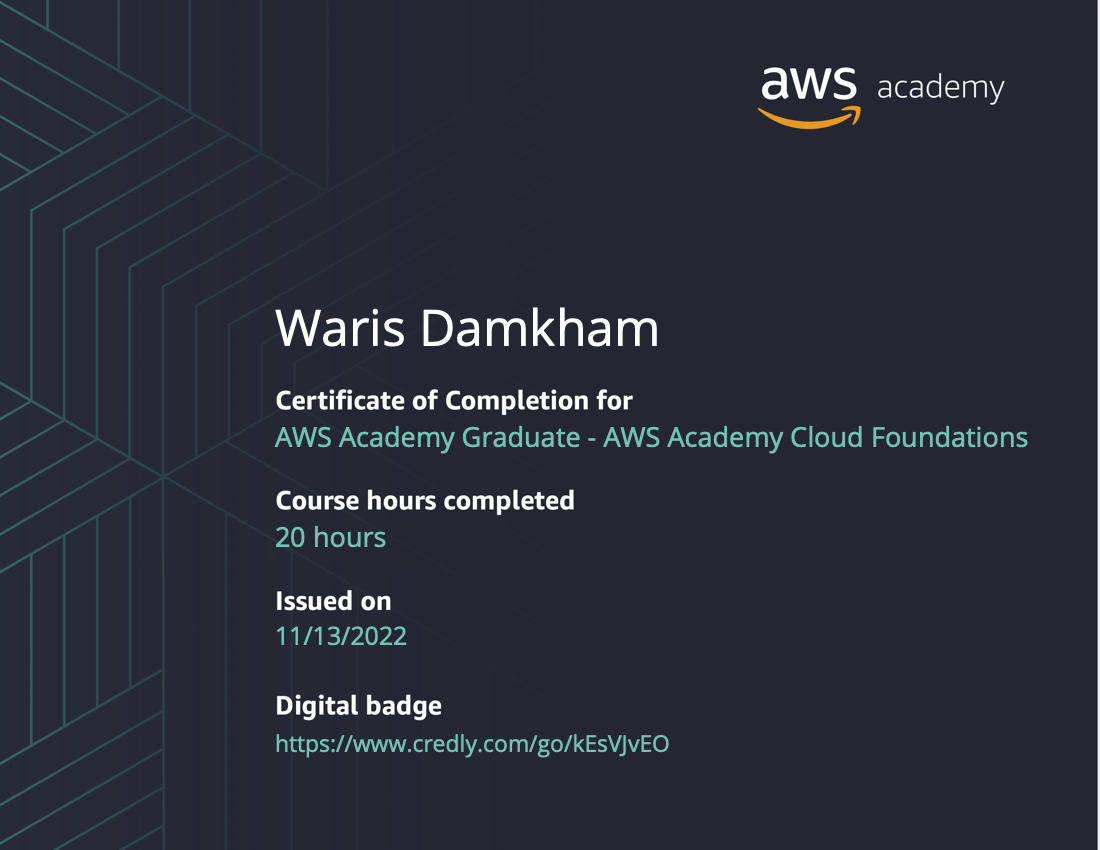 aws academy
Waris Damkham
Certificate of Completion for
AWS Academy Graduate - AWS Academy Cloud Foundations
Course hours completed
20 hours
Issued on
11/13/2022
Digital badge
https://www.credly.com/go/kEsVJvEO